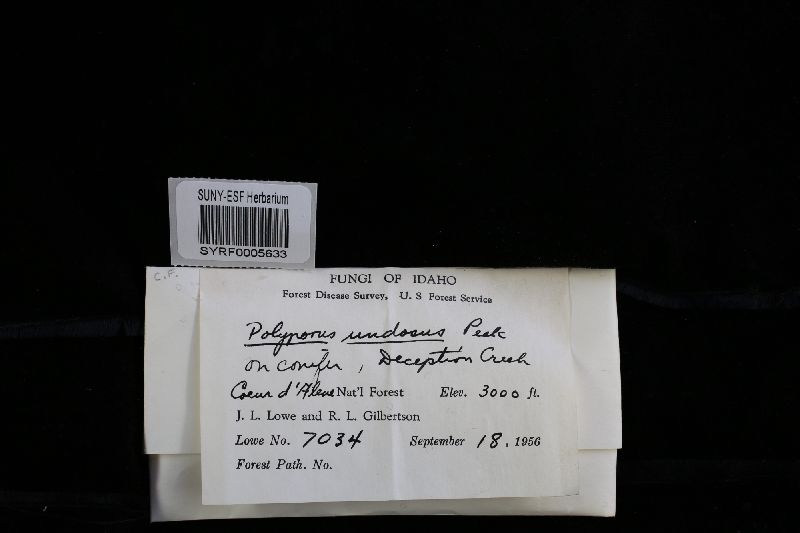 SUNY-ESF Herbarium
SYRF0005633
C.F.
FUNGI OF IDAHO
Forest Disease Survey, U. S Forest Service
Polyporus undosus Peck
on conifer, Deception Creek
Coeur d'Alene Nat'l Forest Elev. 3000 ft.
J. L. Lowe and R. L. Gilbertson
Lowe No. 7034 September 18, 1956
Forest Path. No.